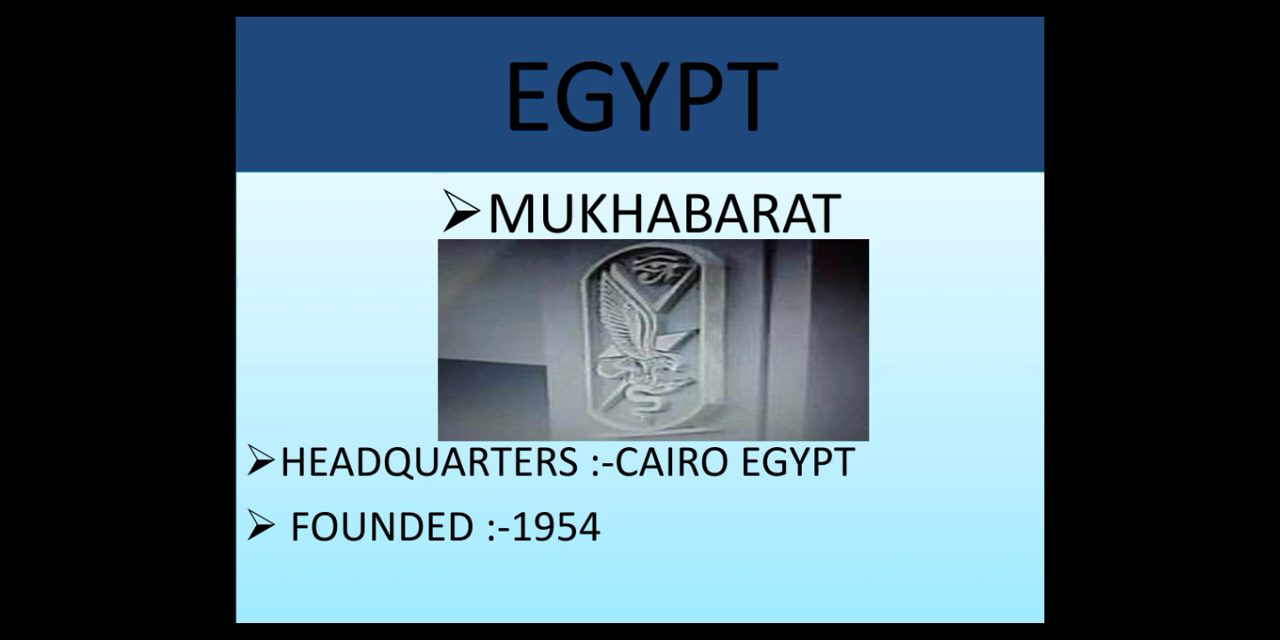 EGYPT
➢MUKHABARAT
➢HEADQUARTERS :-CAIRO EGYPT
➢ FOUNDED :-1954